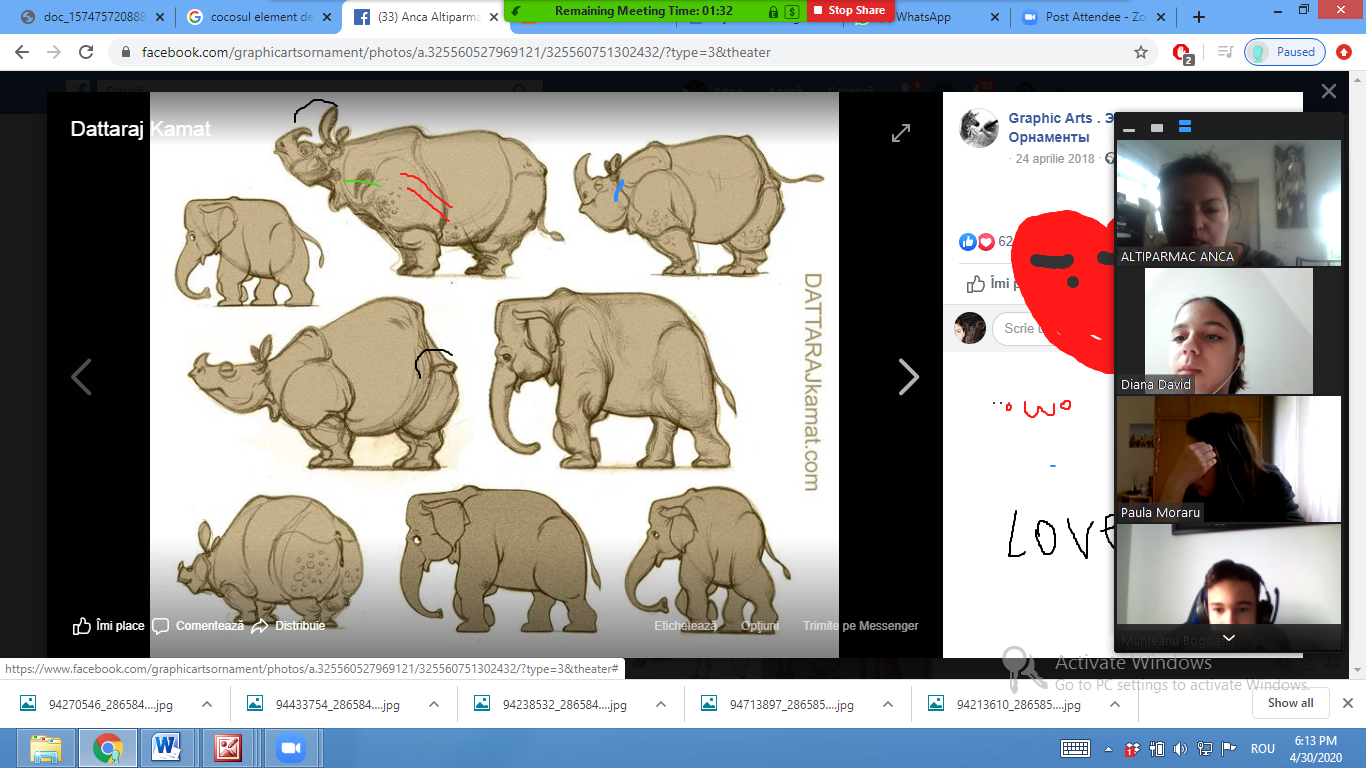 doc_1574757208888
cocosul element de
(33) Anca Altiparma
Remaining Meeting Time: 01:32
Stop Share
WhatsApp
Post Attendee - Zo
facebook.com/graphicartsornament/photos/a.325560527969121/325560751302432/?type=3&theater
2
Paused
Dattaraj Kamat
Graphic Arts . Э
Орнаменты
24 aprilie 2018
62
Îmi p
Scrie
DATTARAJkamat.com
ALTIPARMAC ANCA
Diana David
Paula Moraru
Munteanu Bogdan
owo
LOVE
Îmi place
Comentează
Distribuie
Etichetează
Opţiuni
Trimite pe Messenger
https://www.facebook.com/graphicartsornament/photos/a.325560527969121/325560751302432/?type=3&theater#
Activate Windows
Go to PC settings to activate Windows.
94270546_286584....jpg
94433754_286584....jpg
94238532_286584....jpg
94713897_286585....jpg
94213610_286585....jpg
Show all
ROU
6:13 PM
4/30/2020